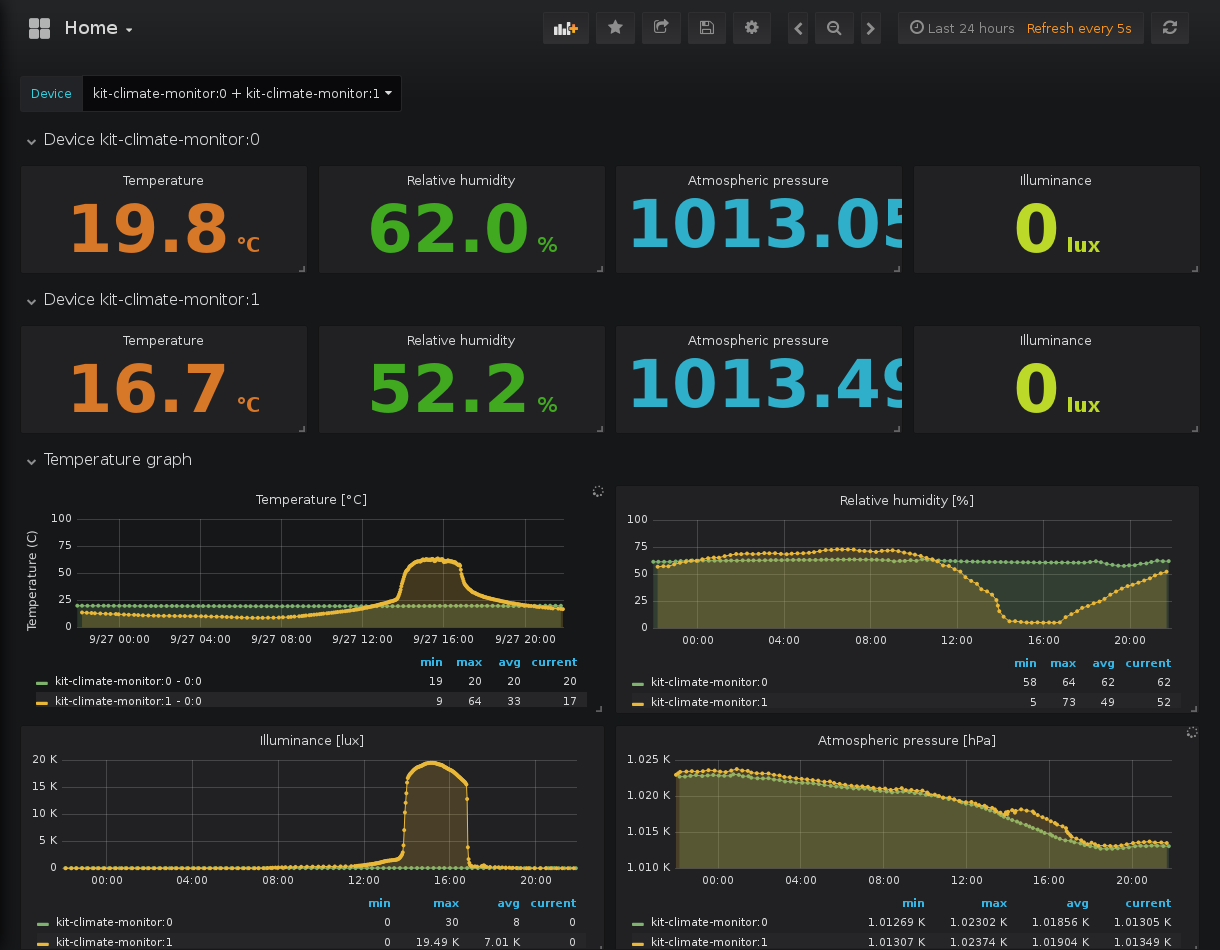 Home
Last 24 hours Refresh every 5s
Device kit-climate-monitor:0 + kit-climate-monitor:1
Device kit-climate-monitor:0
Temperature Relative humidity Atmospheric pressure Illuminance
19.8 °C 62.0 % 1013.05 0 lux
Device kit-climate-monitor:1
Temperature Relative humidity Atmospheric pressure Illuminance
16.7 °C 52.2 % 1013.49 0 lux
Temperature graph
Temperature [°C]
Temperature (C)
100
75
50
25
0
9/27 00:00 9/27 04:00 9/27 08:00 9/27 12:00 9/27 16:00 9/27 20:00
min max avg current
kit-climate-monitor:0 - 0:0 19 20 20 20
kit-climate-monitor:1 - 0:0 9 64 33 17
Relative humidity [%]
100
75
50
25
0
00:00 04:00 08:00 12:00 16:00 20:00
min max avg current
kit-climate-monitor:0 58 64 62 62
kit-climate-monitor:1 5 73 49 52
Illuminance [lux]
20 K
15 K
10 K
5 K
0
00:00 04:00 08:00 12:00 16:00 20:00
min max avg current
kit-climate-monitor:0 0 30 8 0
kit-climate-monitor:1 0 19.49 K 7.01 K 0
Atmospheric pressure [hPa]
1.025 K
1.020 K
1.015 K
1.010 K
00:00 04:00 08:00 12:00 16:00 20:00
min max avg current
kit-climate-monitor:0 1.01269 K 1.02302 K 1.01856 K 1.01305 K
kit-climate-monitor:1 1.01307 K 1.02374 K 1.01904 K 1.01349 K